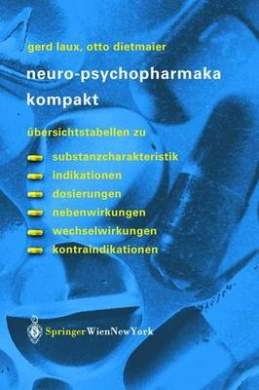 gerd laux, otto dietmaier
neuro-psychopharmaka
kompakt
übersichtstabellen zu
substanzcharakteristik
indikationen
dosierungen
nebenwirkungen
wechselwirkungen
kontraindikationen
SpringerWienNewYork